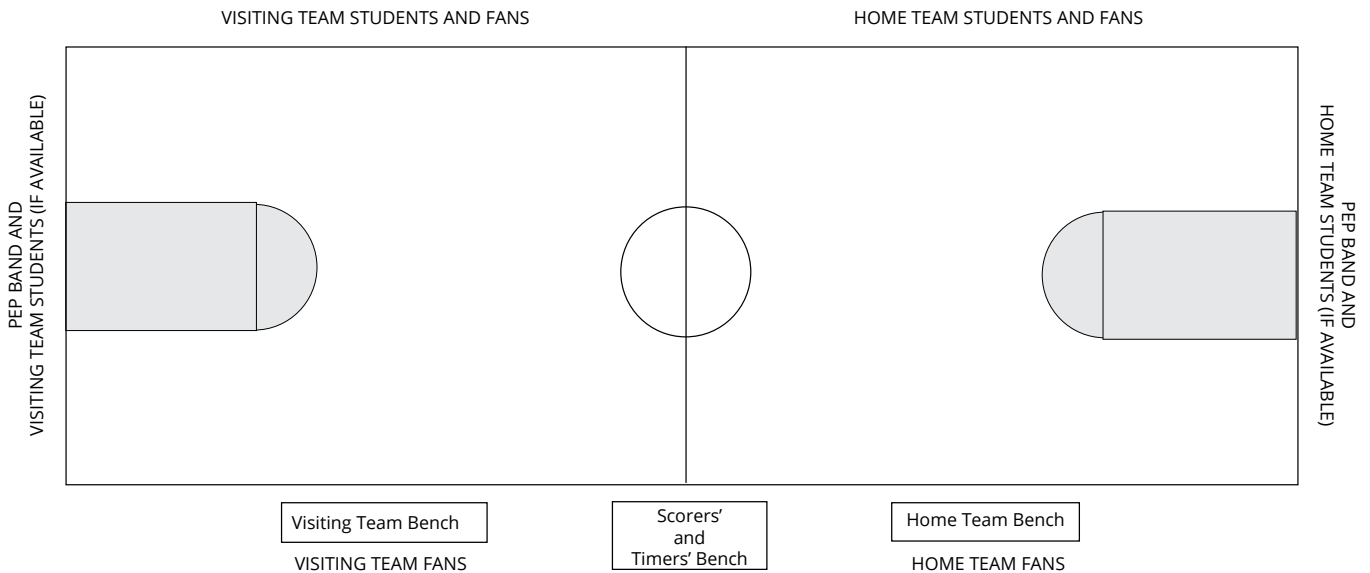 VISITING TEAM STUDENTS AND FANS
HOME TEAM STUDENTS AND FANS
PEP BAND AND
VISITING TEAM STUDENTS (IF AVAILABLE)
PEP BAND AND
HOME TEAM STUDENTS (IF AVAILABLE)
Visiting Team Bench
VISITING TEAM FANS
Scorers’
and
Timers’ Bench
Home Team Bench
HOME TEAM FANS